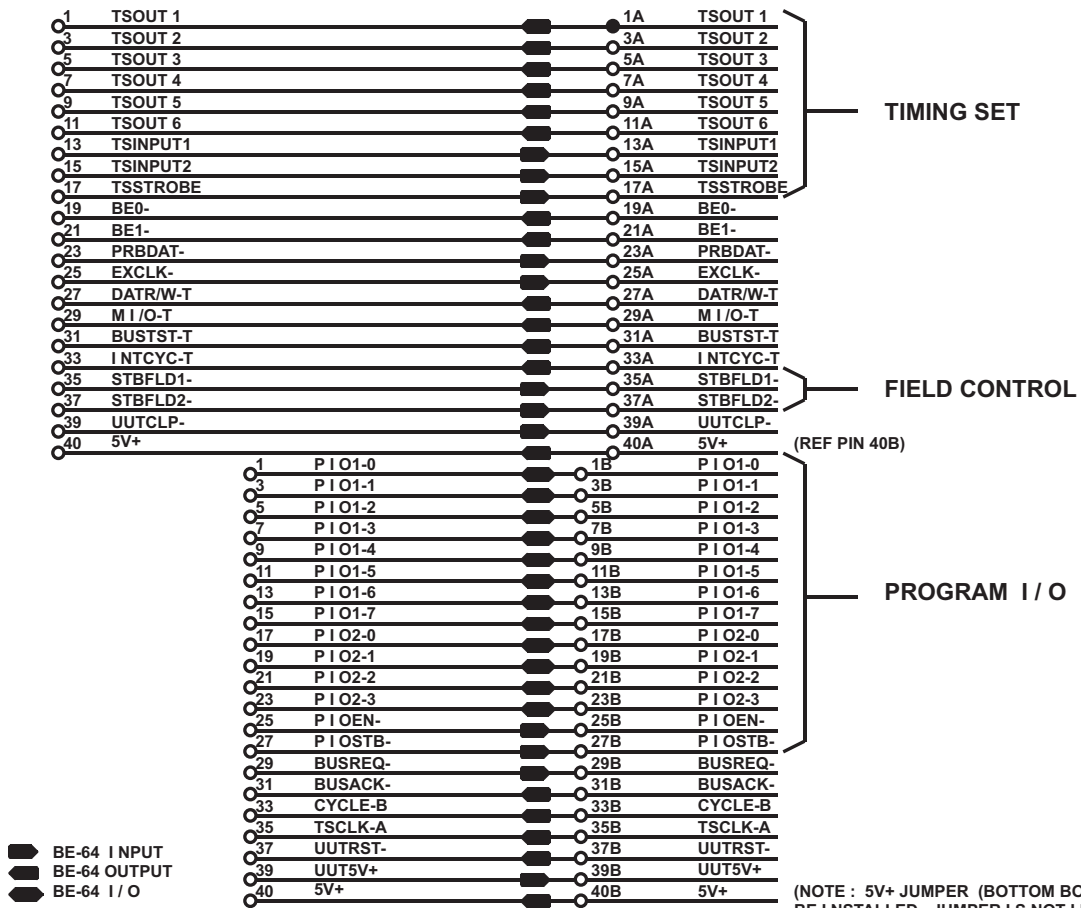 1 TSOUT 1 1A TSOUT 1
3 TSOUT 2 3A TSOUT 2
5 TSOUT 3 5A TSOUT 3
7 TSOUT 4 7A TSOUT 4
9 TSOUT 5 9A TSOUT 5
TIMING SET
11 TSOUT 6 11A TSOUT 6
13 TSINPUT1 13A TSINPUT1
15 TSINPUT2 15A TSINPUT2
17 TSSTROBE 17A TSSTROBE
19 BE0- 19A BE0-
21 BE1- 21A BE1-
23 PRBDAT- 23A PRBDAT-
25 EXCLK- 25A EXCLK-
27 DATR/W-T 27A DATR/W-T
29 M I /O-T 29A M I /O-T
31 BUSTST-T 31A BUSTST-T
33 I NTCYC-T 33A I NTCYC-T
35 STBFLD1- 35A STBFLD1-
FIELD CONTROL
37 STBFLD2- 37A STBFLD2-
39 UUTCLP- 39A UUTCLP-
40 5V+ 40A 5V+ (REF PIN 40B)
1 P I O1-0 1B P I O1-0
3 P I O1-1 3B P I O1-1
5 P I O1-2 5B P I O1-2
7 P I O1-3 7B P I O1-3
9 P I O1-4 9B P I O1-4
11 P I O1-5 11B P I O1-5
13 P I O1-6 13B P I O1-6
PROGRAM I / O
15 P I O1-7 15B P I O1-7
17 P I O2-0 17B P I O2-0
19 P I O2-1 19B P I O2-1
21 P I O2-2 21B P I O2-2
23 P I O2-3 23B P I O2-3
25 P I OEN- 25B P I OEN-
27 P I OSTB- 27B P I OSTB-
29 BUSREQ- 29B BUSREQ-
31 BUSACK- 31B BUSACK-
33 CYCLE-B 33B CYCLE-B
35 TSCLK-A 35B TSCLK-A
37 UUTRST- 37B UUTRST-
39 UUT5V+ 39B UUT5V+
40 5V+ 40B 5V+ (NOTE : 5V+ JUMPER (BOTTOM
BE-64 I NPUT
BE-64 OUTPUT
BE-64 I / O